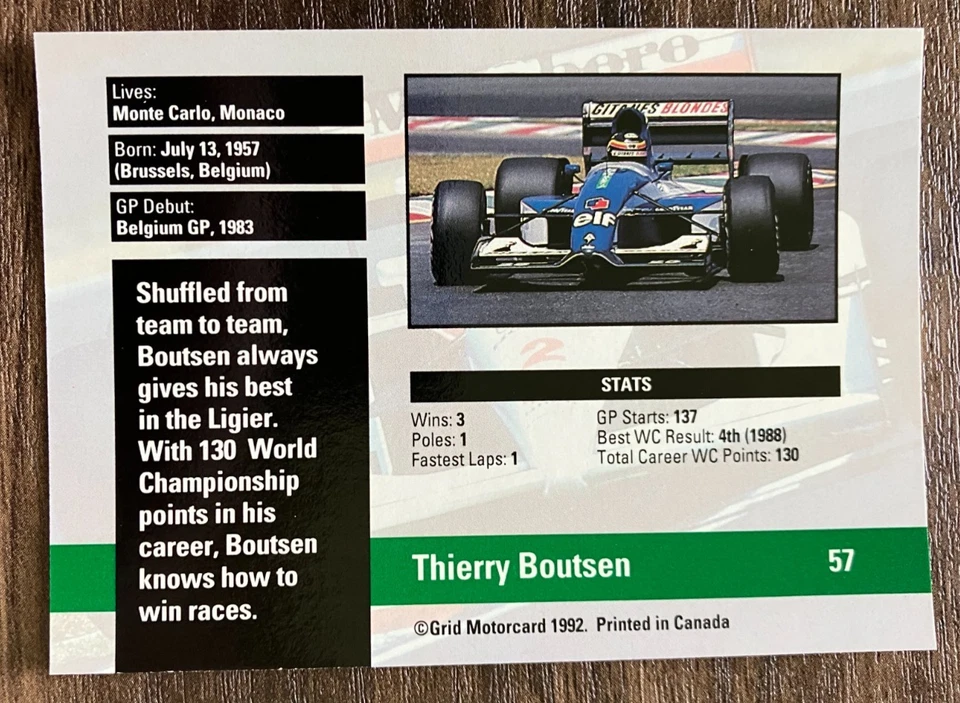 Lives:
Monte Carlo, Monaco
Born: July 13, 1957
(Brussels, Belgium)
GP Debut:
Belgium GP, 1983
Shuffled from
team to team,
Boutsen always
gives his best
in the Ligier.
With 130 World
Championship
points in his
career, Boutsen
knows how to
win races.
GITANES BLONDES
elf
STATS
Wins: 3
Poles: 1
Fastest Laps: 1
GP Starts: 137
Best WC Result: 4th (1988)
Total Career WC Points: 130
Thierry Boutsen
57
©Grid Motorcard 1992. Printed in Canada